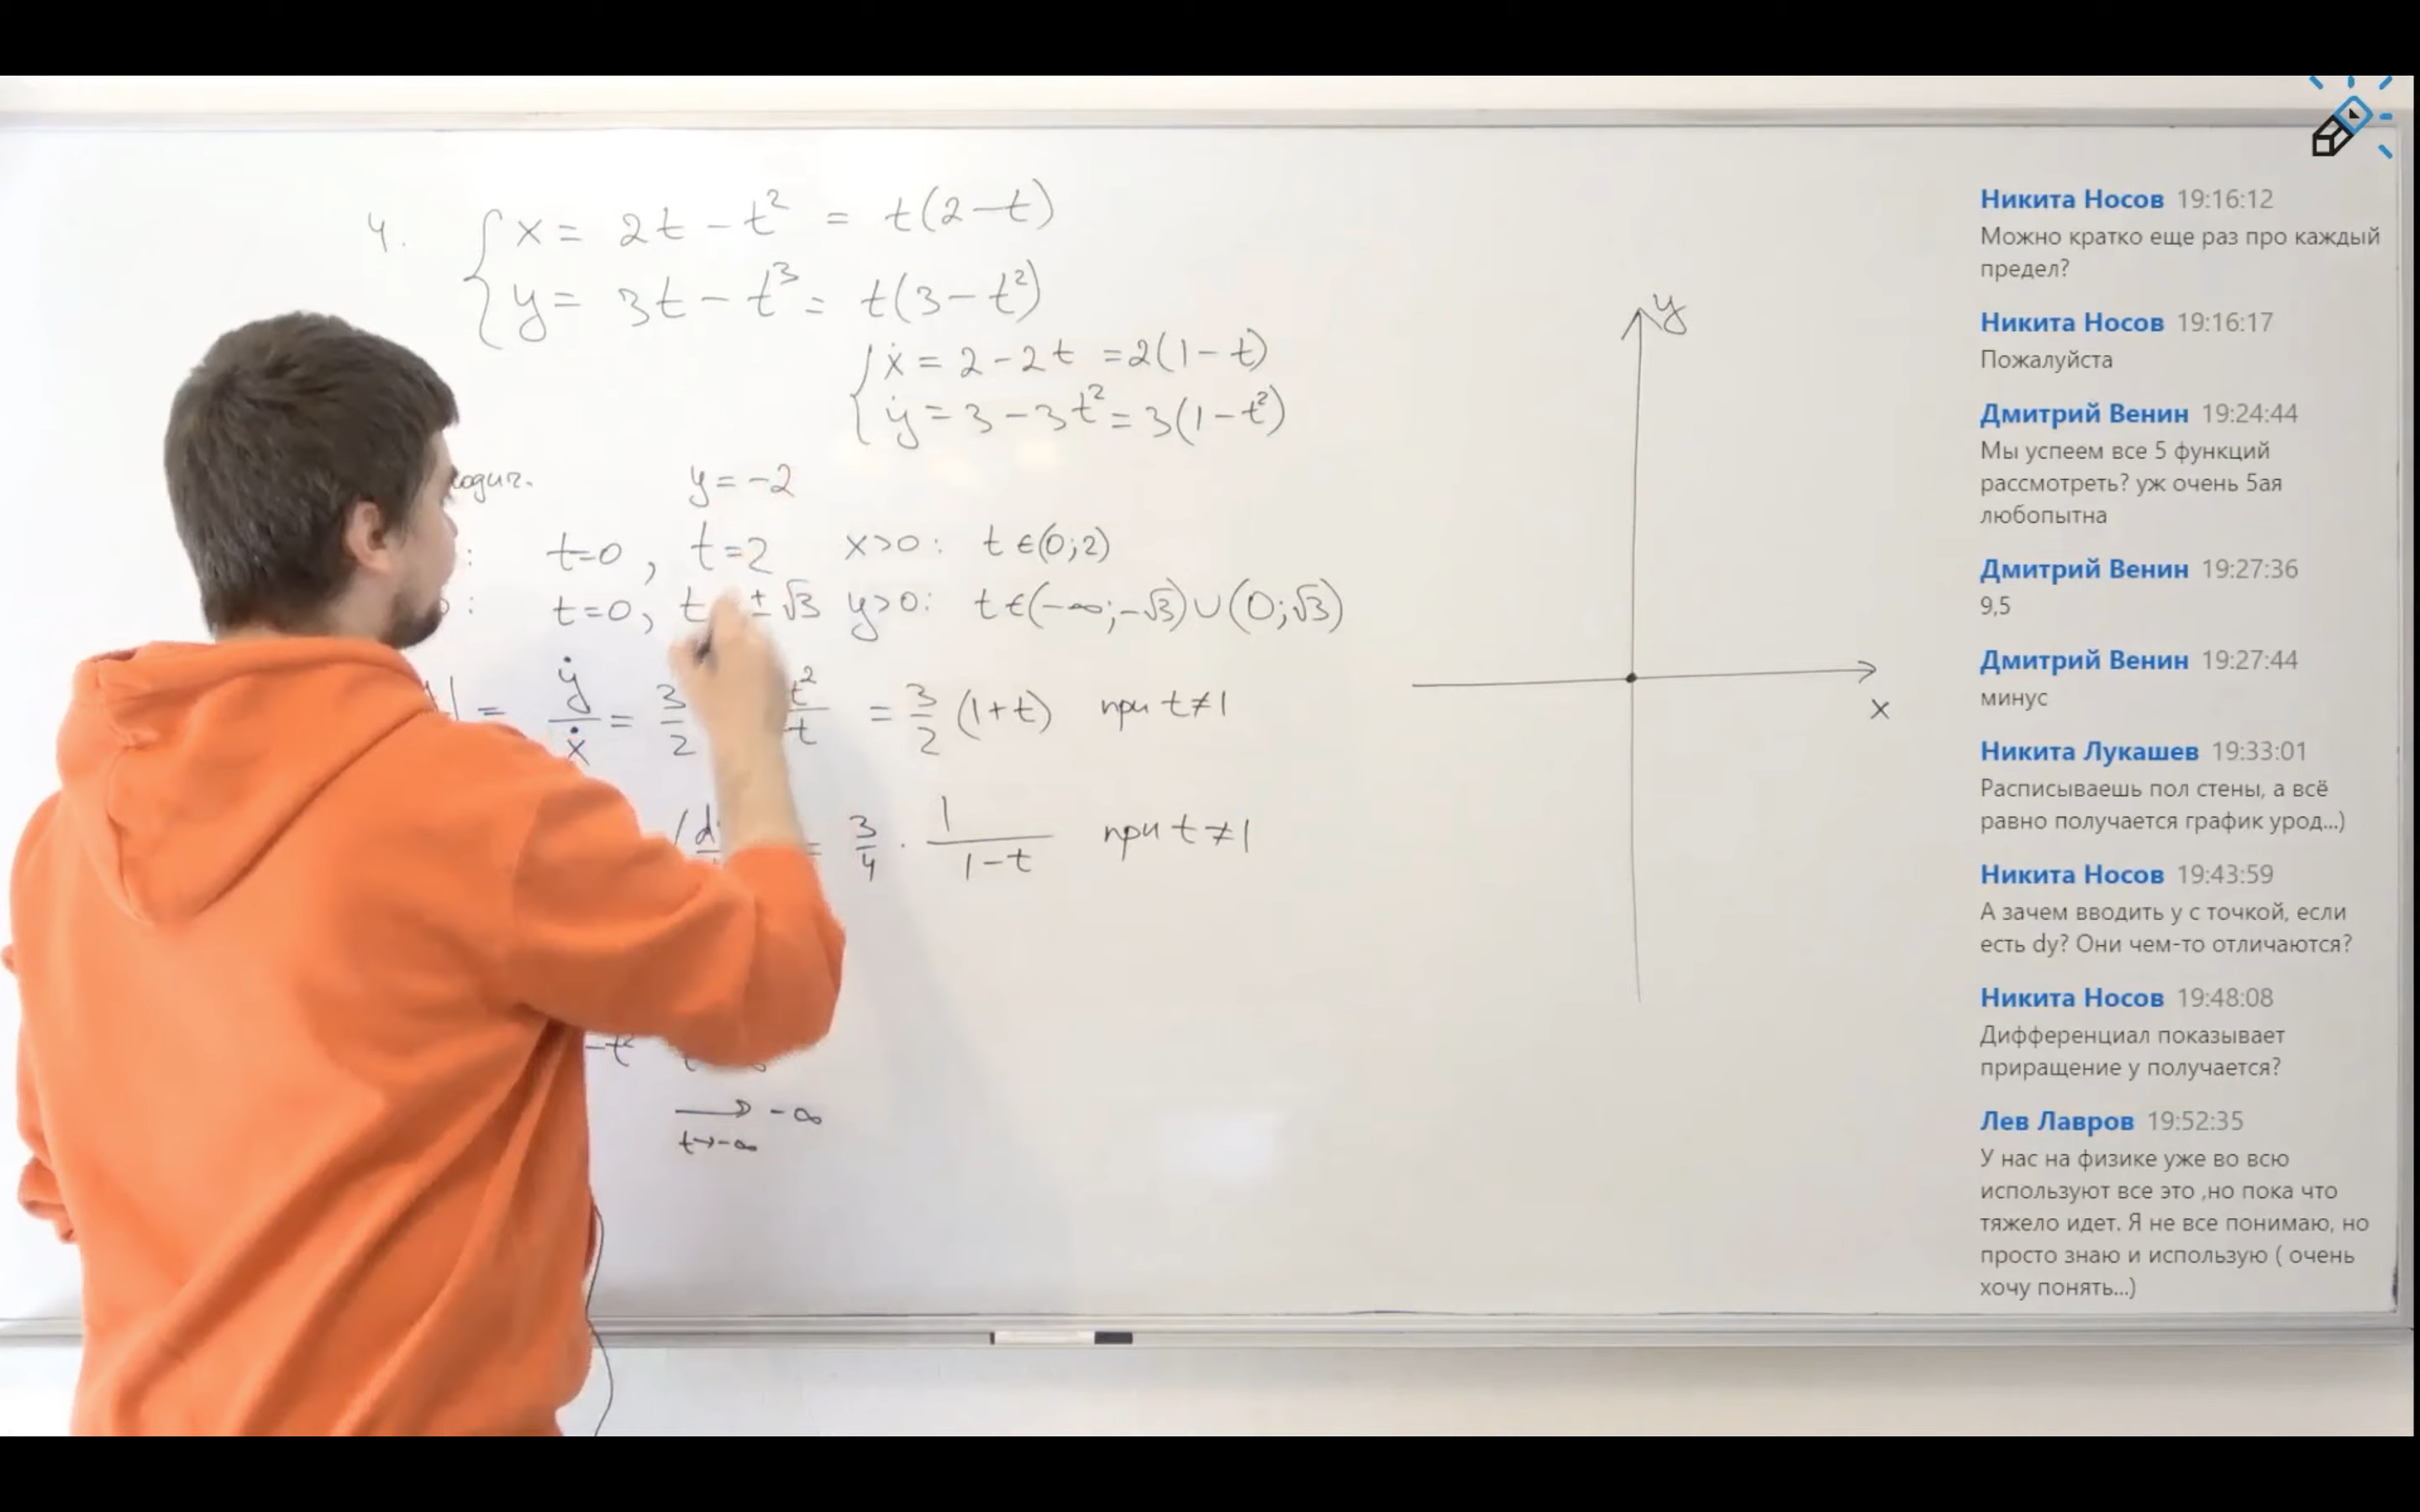 4. { x = 2t - t² = t(2-t)
y = 3t - t³ = t(3-t²)
{ ẋ = 2 - 2t = 2(1-t)
ẏ = 3 - 3t² = 3(1-t²)
y = -2
: t=0, t=2 x>0: t∈(0;2)
: t=0, t ±√3 y>0: t∈(-∞;-√3)∪(0;√3)
= ẏ/ẋ = 3/2 t²/t = 3/2 (1+t) при t≠1
= 3/4 · 1/(1-t) при t≠1
-t²
→ -∞
t→-∞
y
x
Никита Носов 19:16:12
Можно кратко еще раз про каждый
предел?
Никита Носов 19:16:17
Пожалуйста
Дмитрий Венин 19:24:44
Мы успеем все 5 функций
рассмотреть? уж очень 5ая
любопытна
Дмитрий Венин 19:27:36
9,5
Дмитрий Венин 19:27:44
минус
Никита Лукашев 19:33:01
Расписываешь пол стены, а всё
равно получается график урод...)
Никита Носов 19:43:59
А зачем вводить у с точкой, если
есть dy? Они чем-то отличаются?
Никита Носов 19:48:08
Дифференциал показывает
приращение у получается?
Лев Лавров 19:52:35
У нас на физике уже во всю
используют все это ,но пока что
тяжело идет. Я не все понимаю, но
просто знаю и использую ( очень
хочу понять...)